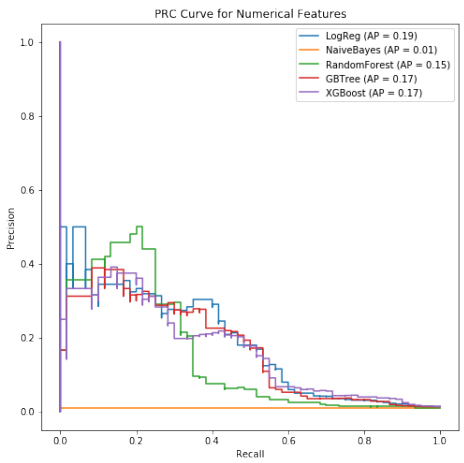 PRC Curve for Numerical Features
LogReg (AP = 0.19)
NaiveBayes (AP = 0.01)
RandomForest (AP = 0.15)
GBTree (AP = 0.17)
XGBoost (AP = 0.17)
Precision
1.0
0.8
0.6
0.4
0.2
0.0
0.0 0.2 0.4 0.6 0.8 1.0
Recall